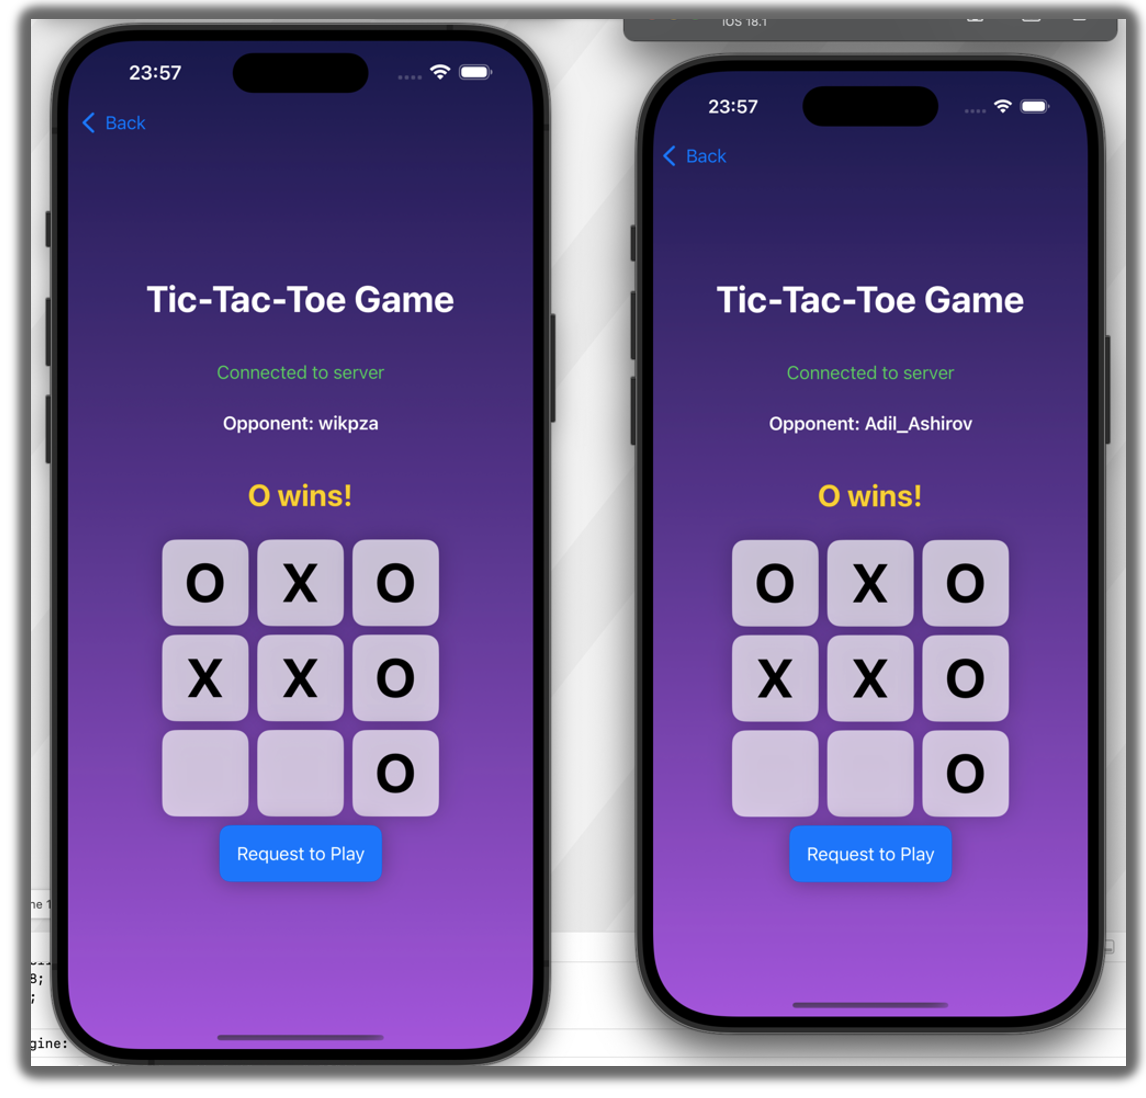 iOS 18.1
23:57
Back
Tic-Tac-Toe Game
Connected to server
Opponent: wikpza
O wins!
O X O
X X O
O
Request to Play
23:57
Back
Tic-Tac-Toe Game
Connected to server
Opponent: Adil_Ashirov
O wins!
O X O
X X O
O
Request to Play
ne 1
8;
;
gine: